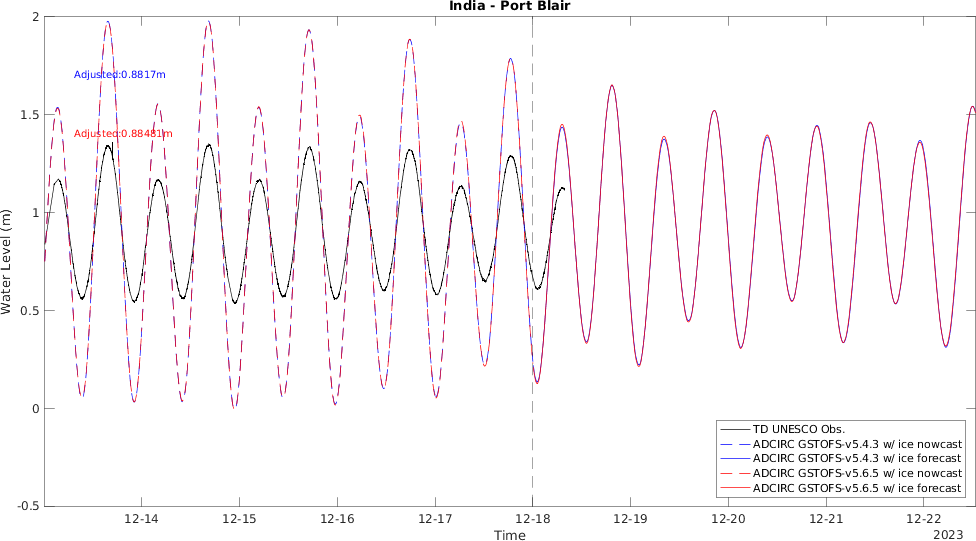 India - Port Blair
2
1.5
1
0.5
0
-0.5
Water Level (m)
Adjusted:0.8817m
Adjusted:0.88481m
TD UNESCO Obs.
ADCIRC GSTOFS-v5.4.3 w/ ice nowcast
ADCIRC GSTOFS-v5.4.3 w/ ice forecast
ADCIRC GSTOFS-v5.6.5 w/ ice nowcast
ADCIRC GSTOFS-v5.6.5 w/ ice forecast
12-14 12-15 12-16 12-17 12-18 12-19 12-20 12-21 12-22
Time
2023